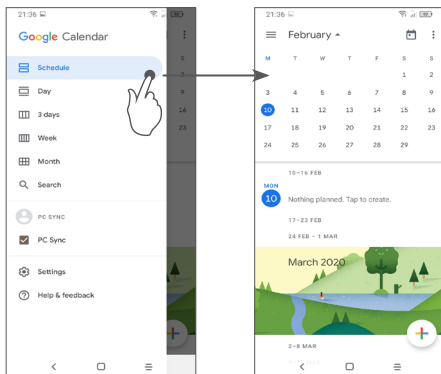 21:36
Google Calendar
Schedule
Day
3 days
Week
Month
Search
PC SYNC
PC Sync
Settings
Help & feedback
S
2
9
16
23
21:36
February
M T W T F S S
1 2
3 4 5 6 7 8 9
10 11 12 13 14 15 16
17 18 19 20 21 22 23
24 25 26 27 28 29
10–16 FEB
MON
10 Nothing planned. Tap to create.
17–23 FEB
24 FEB – 1 MAR
March 2020
2–8 MAR